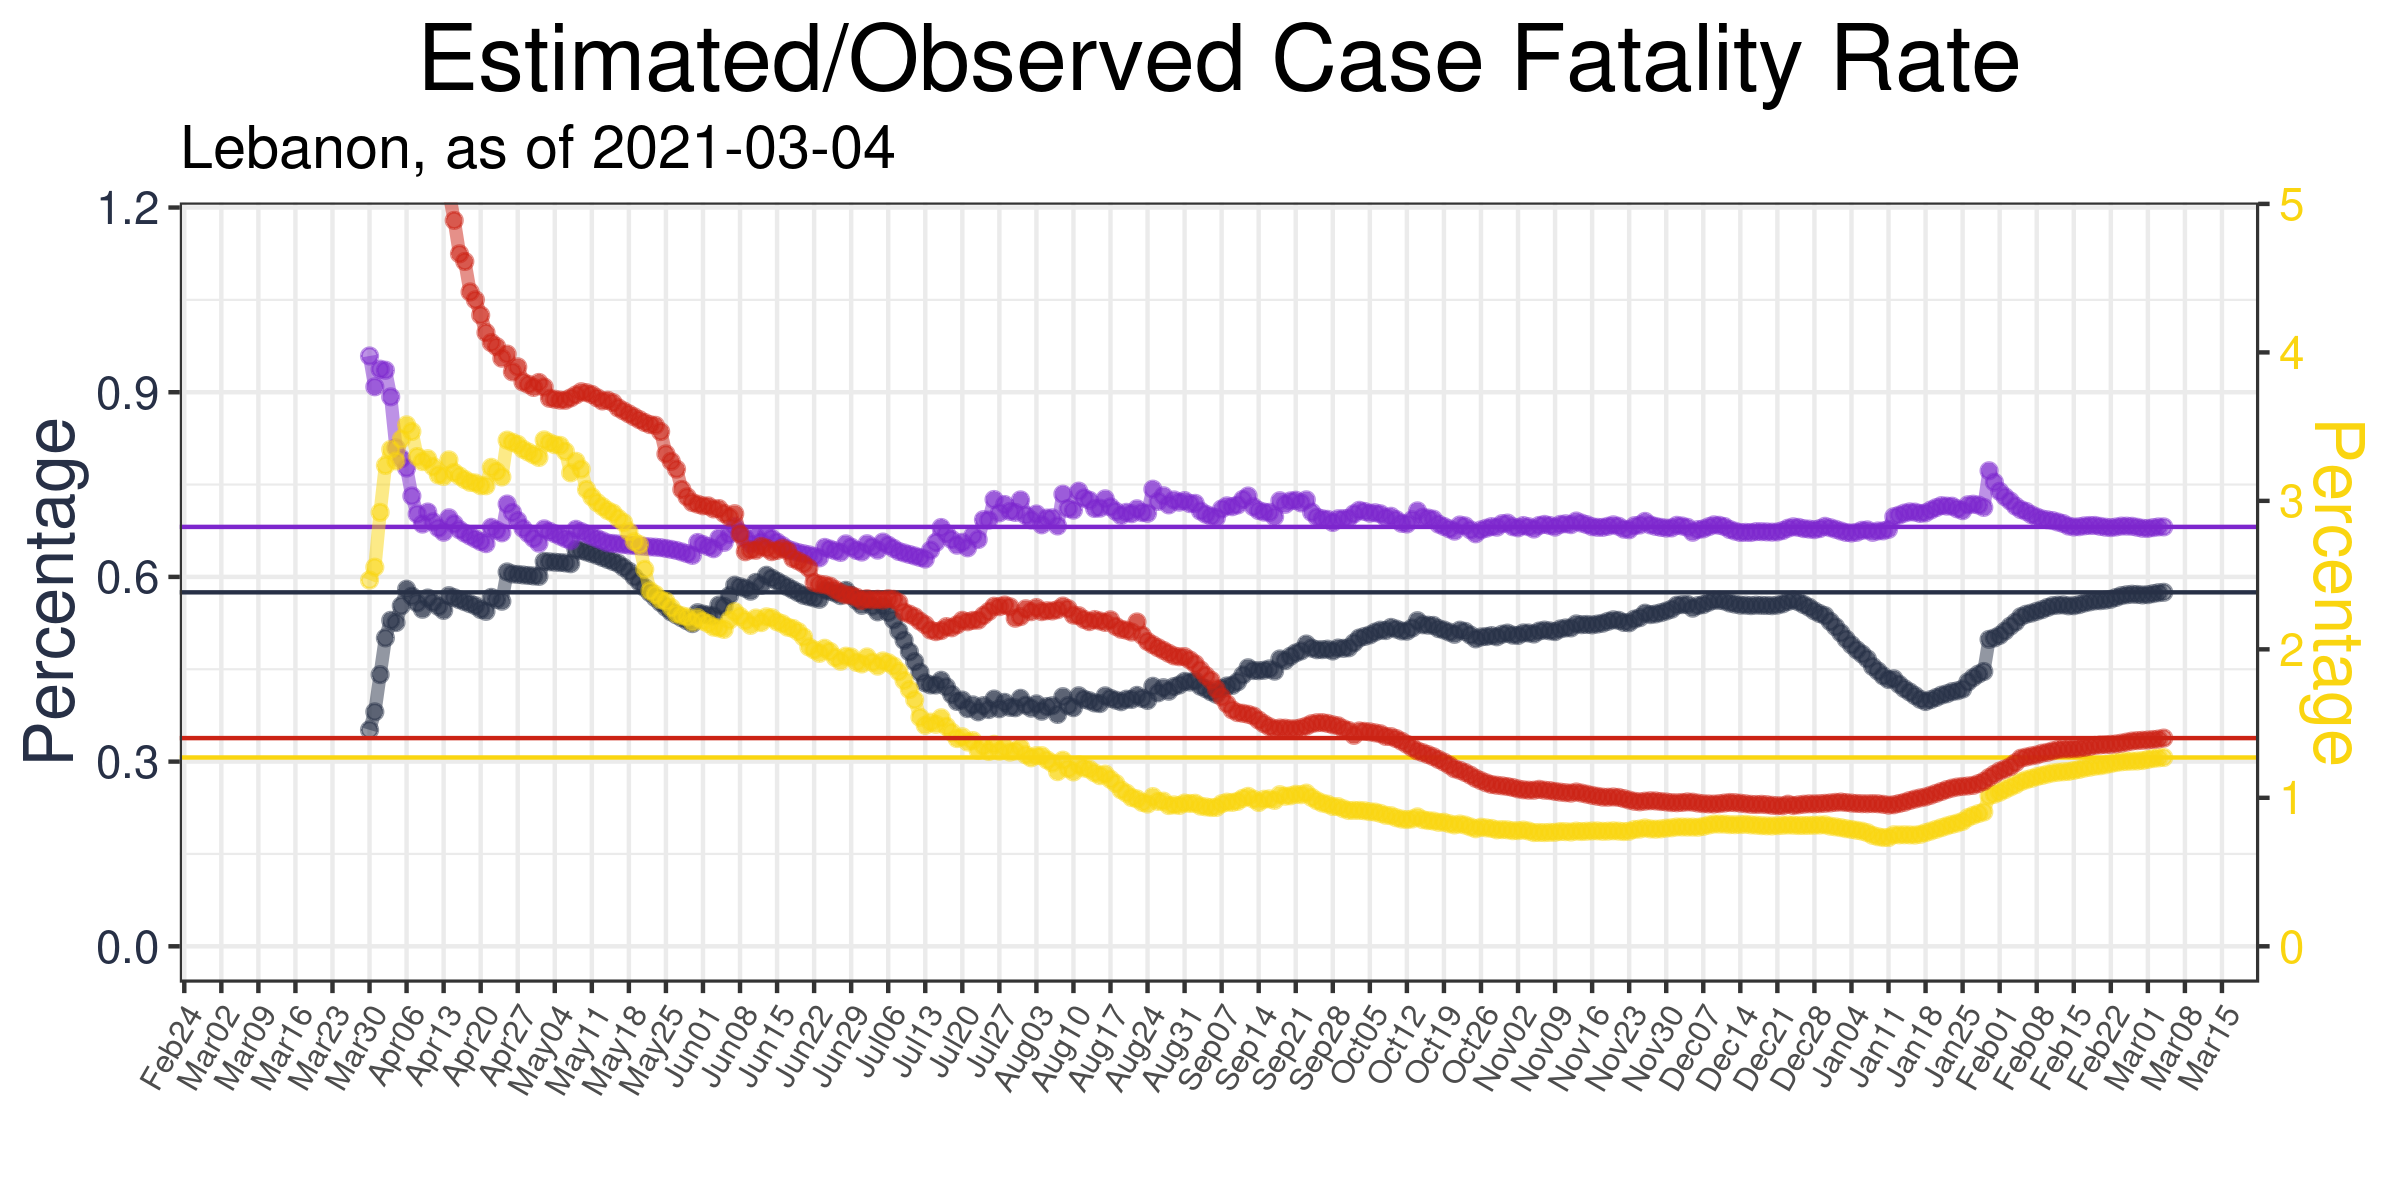 Estimated/Observed Case Fatality Rate
Lebanon, as of 2021-03-04
Percentage
1.2
0.9
0.6
0.3
0.0
5
4
3
2
1
0
Percentage
Feb24
Mar02
Mar09
Mar16
Mar23
Mar30
Apr06
Apr13
Apr20
Apr27
May04
May11
May18
May25
Jun01
Jun08
Jun15
Jun22
Jun29
Jul06
Jul13
Jul20
Jul27
Aug03
Aug10
Aug17
Aug24
Aug31
Sep07
Sep14
Sep21
Sep28
Oct05
Oct12
Oct19
Oct26
Nov02
Nov09
Nov16
Nov23
Nov30
Dec07
Dec14
Dec21
Dec28
Jan04
Jan11
Jan18
Jan25
Feb01
Feb08
Feb15
Feb22
Mar01
Mar08
Mar15